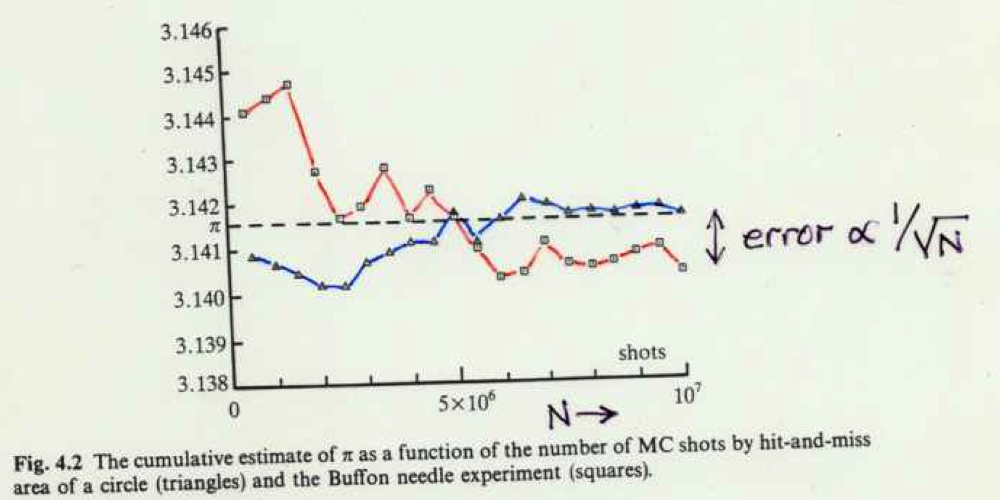 3.146
3.145
3.144
3.143
3.142
π
3.141
3.140
3.139
3.138
error ∝ 1/√N
shots
0
5×10⁶
10⁷
N→
Fig. 4.2 The cumulative estimate of π as a function of the number of MC shots by hit-and-miss
area of a circle (triangles) and the Buffon needle experiment (squares).